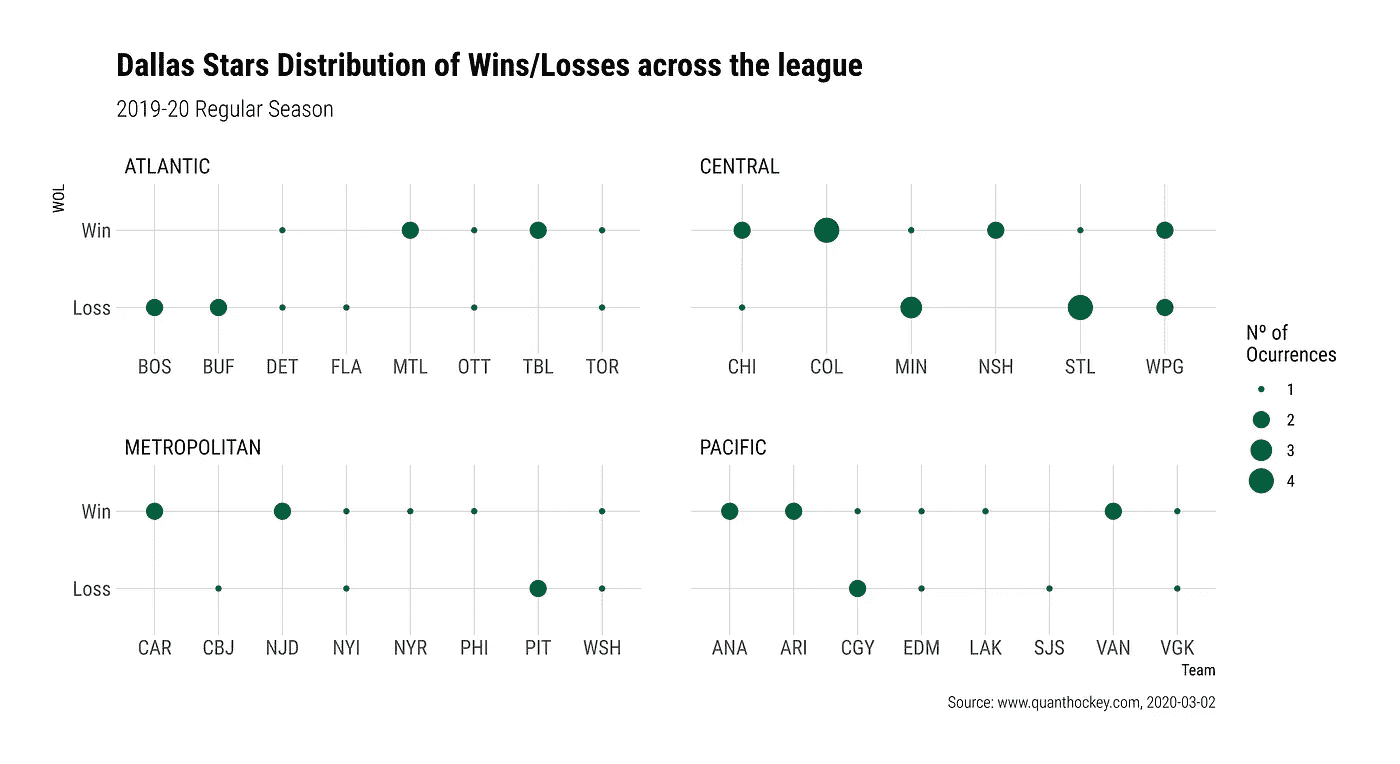 Dallas Stars Distribution of Wins/Losses across the league
2019-20 Regular Season
ATLANTIC
WOL
Win
Loss
BOS BUF DET FLA MTL OTT TBL TOR
CENTRAL
CHI COL MIN NSH STL WPG
METROPOLITAN
Win
Loss
CAR CBJ NJD NYI NYR PHI PIT WSH
PACIFIC
ANA ARI CGY EDM LAK SJS VAN VGK
Team
Nº of
Ocurrences
1
2
3
4
Source: www.quanthockey.com, 2020-03-02